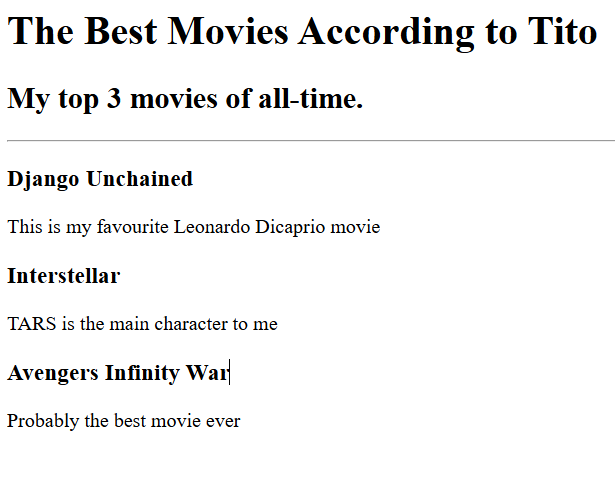 The Best Movies According to Tito
My top 3 movies of all-time.
Django Unchained
This is my favourite Leonardo Dicaprio movie
Interstellar
TARS is the main character to me
Avengers Infinity War
Probably the best movie ever